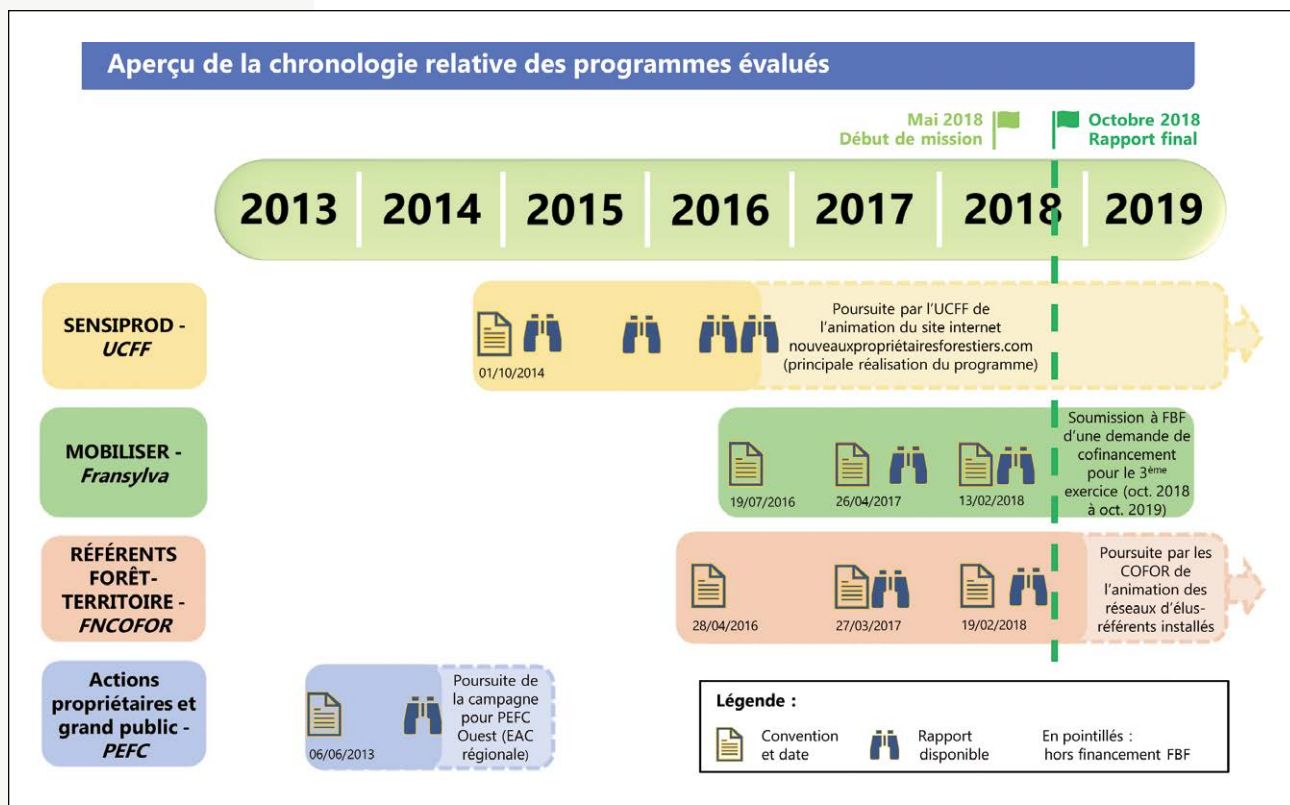 Aperçu de la chronologie relative des programmes évalués
Mai 2018
Début de mission
Octobre 2018
Rapport final
2013
2014
2015
2016
2017
2018
2019
SENSIPROD -
UCFF
01/10/2014
Poursuite par l'UCFF de
l'animation du site internet
nouveauxpropriétairesforestiers.com
(principale réalisation du programme)
MOBILISER -
Fransylva
19/07/2016
26/04/2017
13/02/2018
Soumission à FBF
d'une demande de
cofinancement
pour le 3ème
exercice (oct. 2018
à oct. 2019)
RÉFÉRENTS
FORÊT-
TERRITOIRE -
FNCOFOR
28/04/2016
27/03/2017
19/02/2018
Poursuite par les
COFOR de
l'animation des
réseaux d'élus-
référents installés
Actions
propriétaires et
grand public -
PEFC
06/06/2013
Poursuite de
la campagne
pour PEFC
Ouest (EAC
régionale)
Légende :
Convention
et date
Rapport
disponible
En pointillés :
hors financement FBF